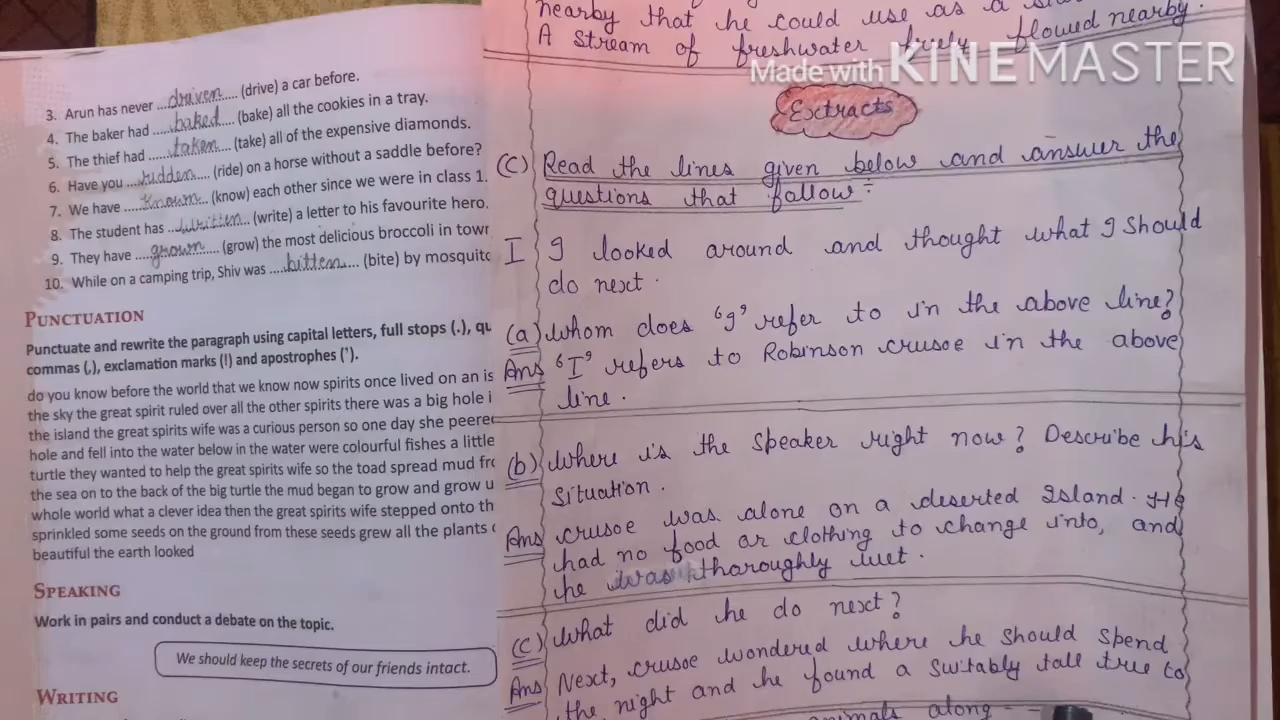 3. Arun has never ....driven.... (drive) a car before.
4. The baker had .....baked.... (bake) all the cookies in a tray.
5. The thief had ......taken.... (take) all of the expensive diamonds.
6. Have you ....rudden.... (ride) on a horse without a saddle before?
7. We have .....known... (know) each other since we were in class 1.
8. The student has ...written... (write) a letter to his favourite hero.
9. They have ....grown.... (grow) the most delicious broccoli in town
10. While on a camping trip, Shiv was ....bitten.... (bite) by mosquito
PUNCTUATION
Punctuate and rewrite the paragraph using capital letters, full stops (.), qu
commas (,), exclamation marks (!) and apostrophes (').
do you know before the world that we know now spirits once lived on an is
the sky the great spirit ruled over all the other spirits there was a big hole i
the island the great spirits wife was a curious person so one day she peere
hole and fell into the water below in the water were colourful fishes a little
turtle they wanted to help the great spirits wife so the toad spread mud fr
the sea on to the back of the big turtle the mud began to grow and grow u
whole world what a clever idea then the great spirits wife stepped onto th
sprinkled some seeds on the ground from these seeds grew all the plants
beautiful the earth looked
SPEAKING
Work in pairs and conduct a debate on the topic.
We should keep the secrets of our friends intact.
WRITING
nearby that he could use as a
A stream of freshwater freely flowed nearby.
Made with KINEMASTER
Extracts
(C) Read the lines given below and answer the
questions that follow :-
I I looked around and thought what I should
do next.
(a) whom does 'I' refer to in the above line?
Ans 'I' refers to Robinson crusoe in the above
line.
(b) where is the speaker right now? Describe his
situation.
Ans crusoe was alone on a deserted Island. He
had no food or clothing to change into, and
he was tharoughly wet.
(c) what did he do next?
Ans Next, crusoe wondered where he should spend
the night and he found a suitably tall tree to
animals along